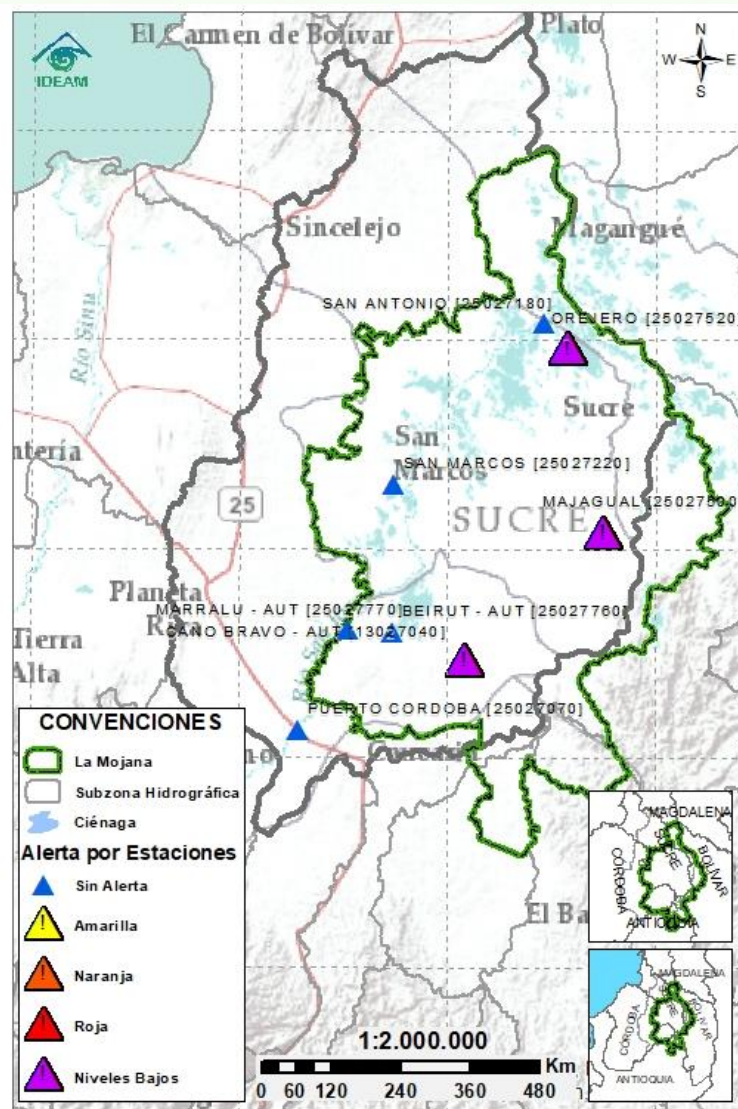 El Carmen de Bolívar
Plato
IDEAM
N
W E
S
Sincelejo
Magangué
SAN ANTONIO [25027180]
OREJERO [25027520]
Río Sinú
Sucre
ntería
San Marcos
SAN MARCOS [25027220]
25
MAJAGUAL [25027500
SUCRE
Planeta
Rica
MARRALU - AUT [25027770]
BEIRUT - AUT [25027760]
CAÑO BRAVO - AUT [13027040]
Tierra
Alta
PUERTO CORDOBA [25027070]
CONVENCIONES
La Mojana
Subzona Hidrográfica
Ciénaga
Alerta por Estaciones
Sin Alerta
Amarilla
Naranja
Roja
Niveles Bajos
El Ba
1:2.000.000
Km
0 60 120 240 360 480
MAGDALENA
SUCRE
BOLÍVAR
CÓRDOBA
ANTIOQUIA
MAGDALENA
BOLIVAR
CÓRDOBA
ANTIOQUIA